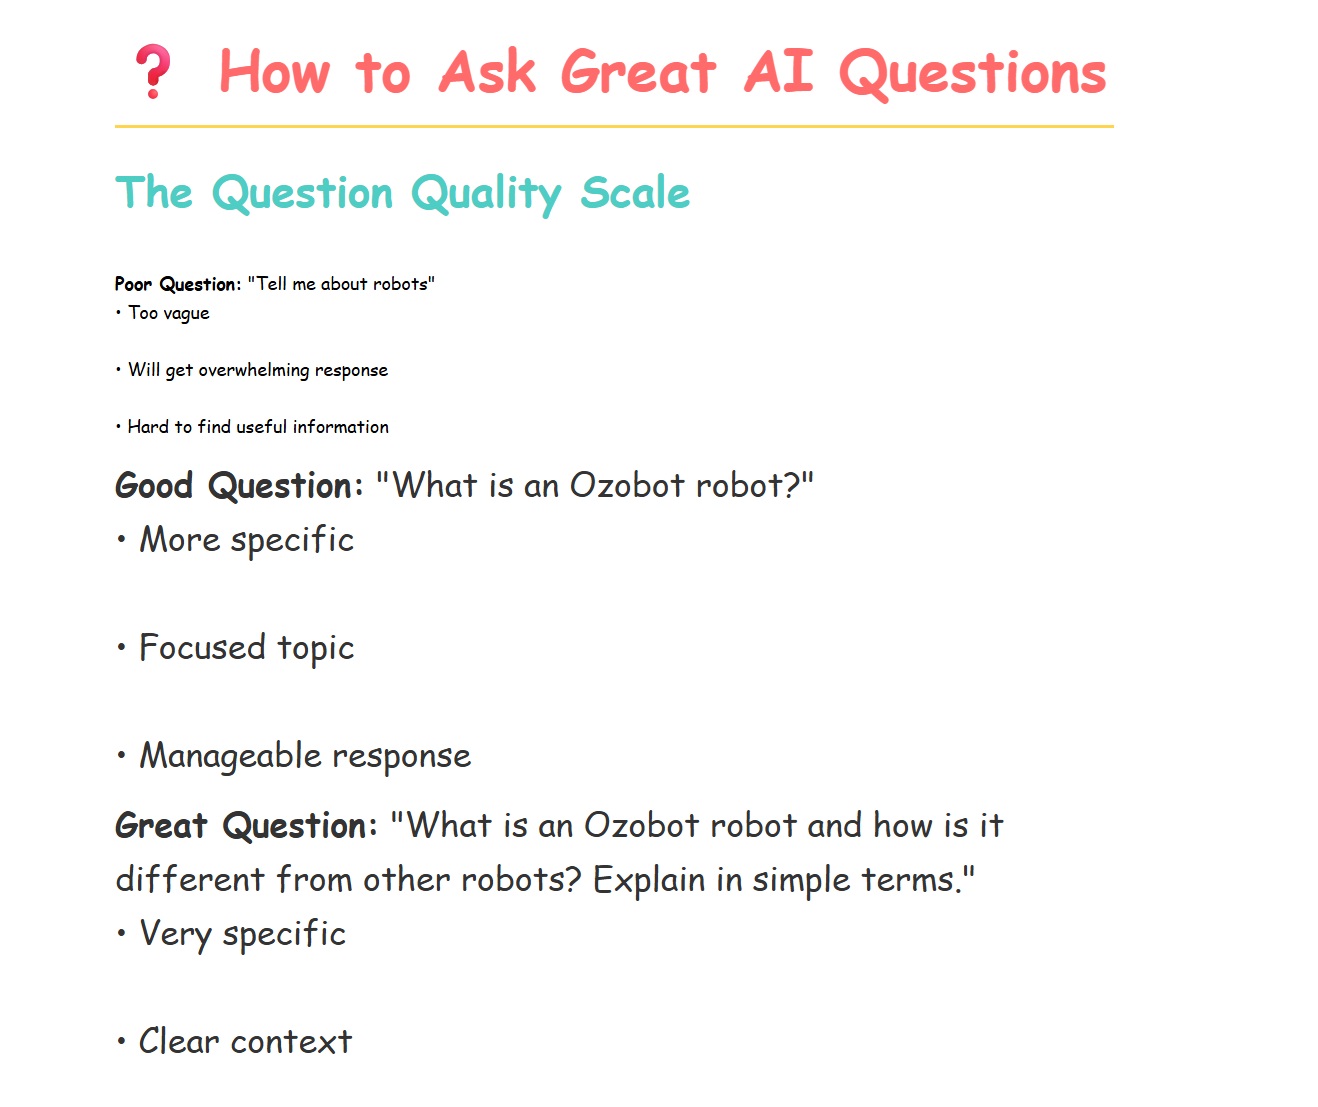 ❓ How to Ask Great AI Questions
The Question Quality Scale
Poor Question: "Tell me about robots"
• Too vague
• Will get overwhelming response
• Hard to find useful information
Good Question: "What is an Ozobot robot?"
• More specific
• Focused topic
• Manageable response
Great Question: "What is an Ozobot robot and how is it
different from other robots? Explain in simple terms."
• Very specific
• Clear context